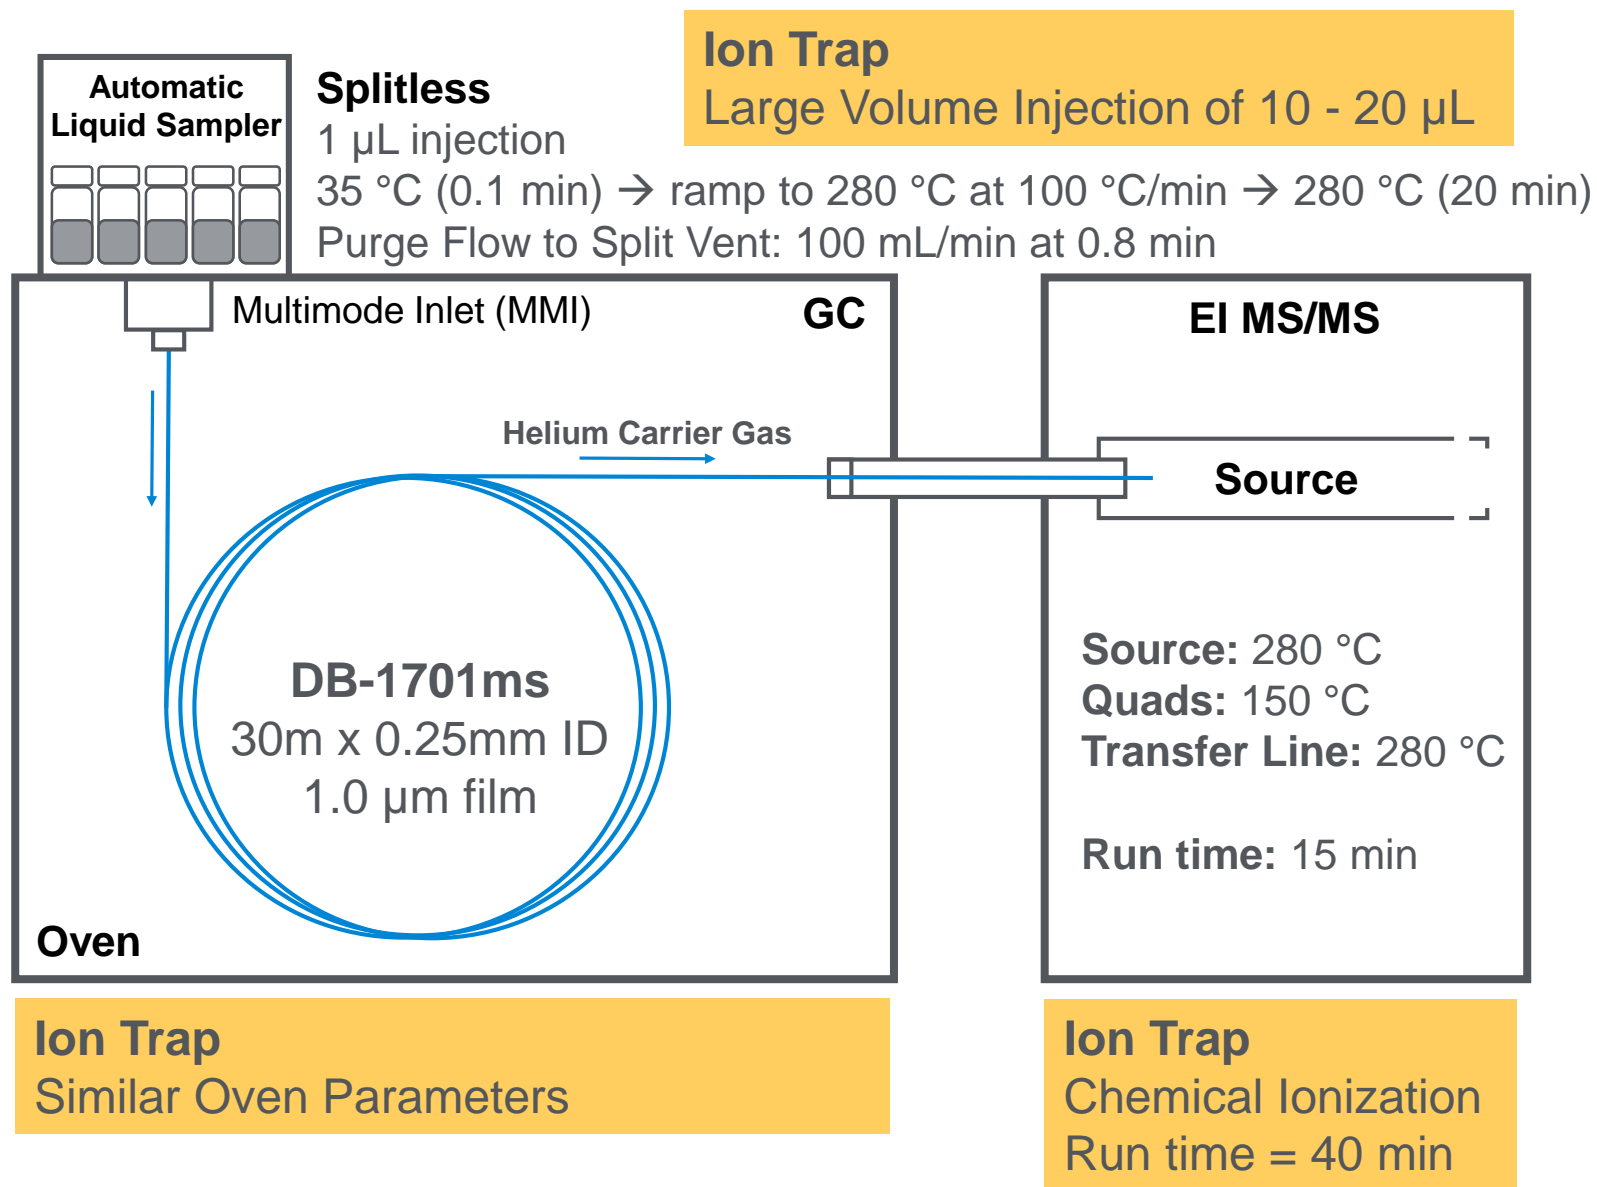 Ion Trap
Large Volume Injection of 10 - 20 µL
Automatic
Liquid Sampler
Splitless
1 µL injection
35 °C (0.1 min) → ramp to 280 °C at 100 °C/min → 280 °C (20 min)
Purge Flow to Split Vent: 100 mL/min at 0.8 min
Multimode Inlet (MMI)
GC
Helium Carrier Gas
DB-1701ms
30m x 0.25mm ID
1.0 µm film
Oven
EI MS/MS
Source
Source: 280 °C
Quads: 150 °C
Transfer Line: 280 °C
Run time: 15 min
Ion Trap
Similar Oven Parameters
Ion Trap
Chemical Ionization
Run time = 40 min